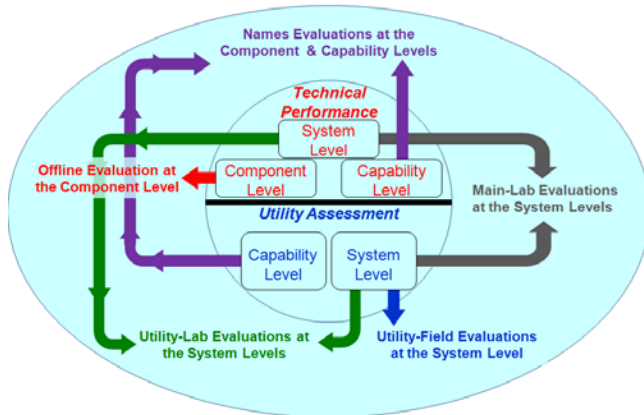 Names Evaluations at the
Component & Capability Levels
Technical
Performance
System
Level
Offline Evaluation at
the Component Level
Component
Level
Capability
Level
Main-Lab Evaluations
at the System Levels
Utility Assessment
Capability
Level
System
Level
Utility-Lab Evaluations at
the System Levels
Utility-Field Evaluations
at the System Level